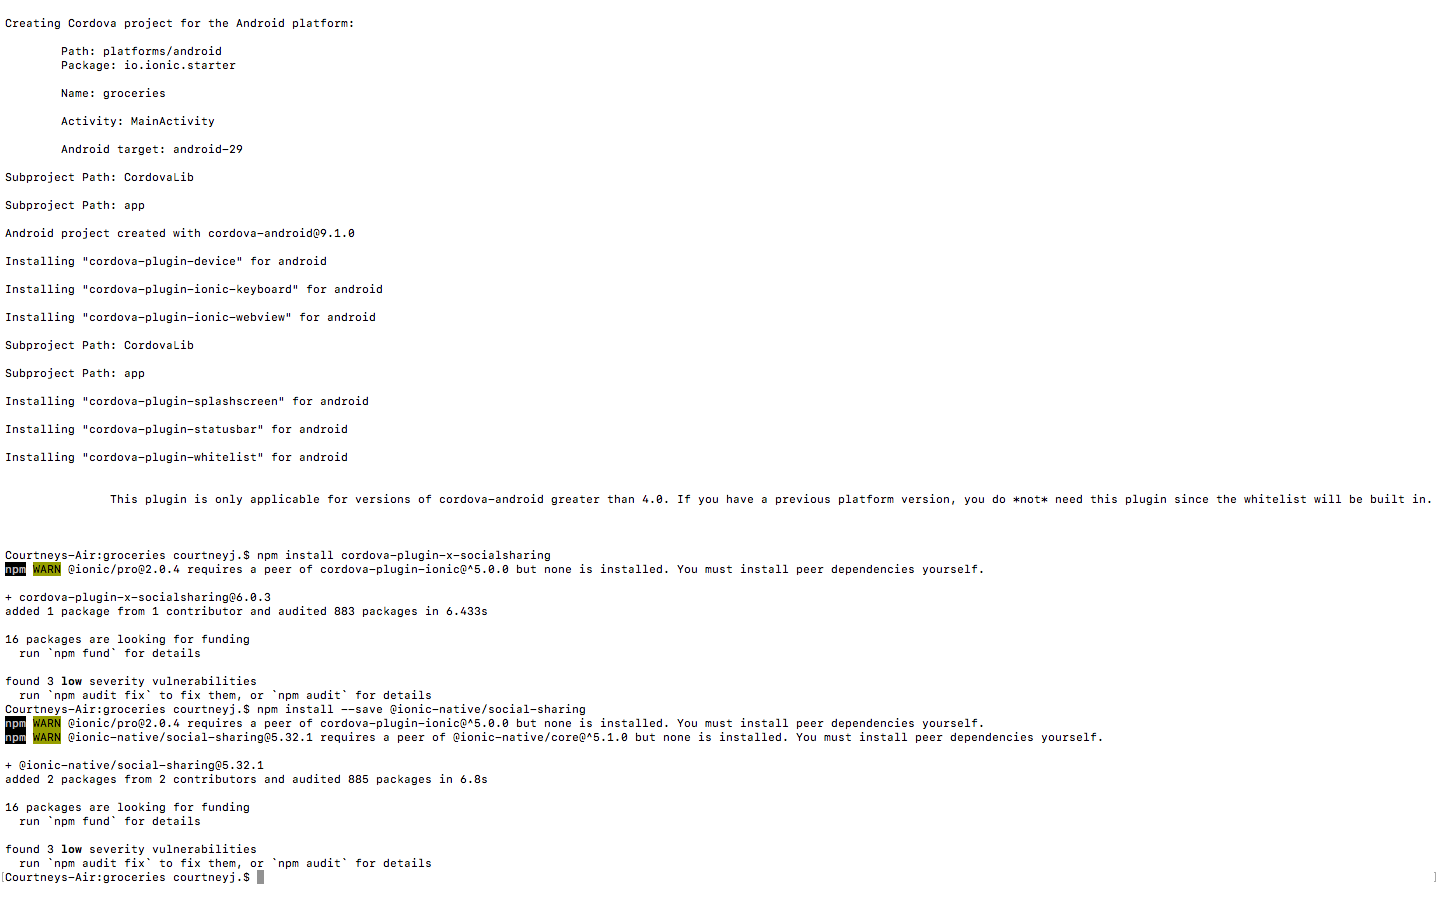 Creating Cordova project for the Android platform:
Path: platforms/android
Package: io.ionic.starter
Name: groceries
Activity: MainActivity
Android target: android-29
Subproject Path: CordovaLib
Subproject Path: app
Android project created with cordova-android@9.1.0
Installing "cordova-plugin-device" for android
Installing "cordova-plugin-ionic-keyboard" for android
Installing "cordova-plugin-ionic-webview" for android
Subproject Path: CordovaLib
Subproject Path: app
Installing "cordova-plugin-splashscreen" for android
Installing "cordova-plugin-statusbar" for android
Installing "cordova-plugin-whitelist" for android
This plugin is only applicable for versions of cordova-android greater than 4.0. If you have a previous platform version, you do *not* need this plugin since the whitelist will be built in.
Courtneys-Air:groceries courtneyj.$ npm install cordova-plugin-x-socialsharing
npm WARN @ionic/pro@2.0.4 requires a peer of cordova-plugin-ionic@^5.0.0 but none is installed. You must install peer dependencies yourself.
+ cordova-plugin-x-socialsharing@6.0.3
added 1 package from 1 contributor and audited 883 packages in 6.433s
16 packages are looking for funding
run `npm fund` for details
found 3 low severity vulnerabilities
run `npm audit fix` to fix them, or `npm audit` for details
Courtneys-Air:groceries courtneyj.$ npm install --save @ionic-native/social-sharing
npm WARN @ionic/pro@2.0.4 requires a peer of cordova-plugin-ionic@^5.0.0 but none is installed. You must install peer dependencies yourself.
npm WARN @ionic-native/social-sharing@5.32.1 requires a peer of @ionic-native/core@^5.1.0 but none is installed. You must install peer dependencies yourself.
+ @ionic-native/social-sharing@5.32.1
added 2 packages from 2 contributors and audited 885 packages in 6.8s
16 packages are looking for funding
run `npm fund` for details
found 3 low severity vulnerabilities
run `npm audit fix` to fix them, or `npm audit` for details
[Courtneys-Air:groceries courtneyj.$ ]